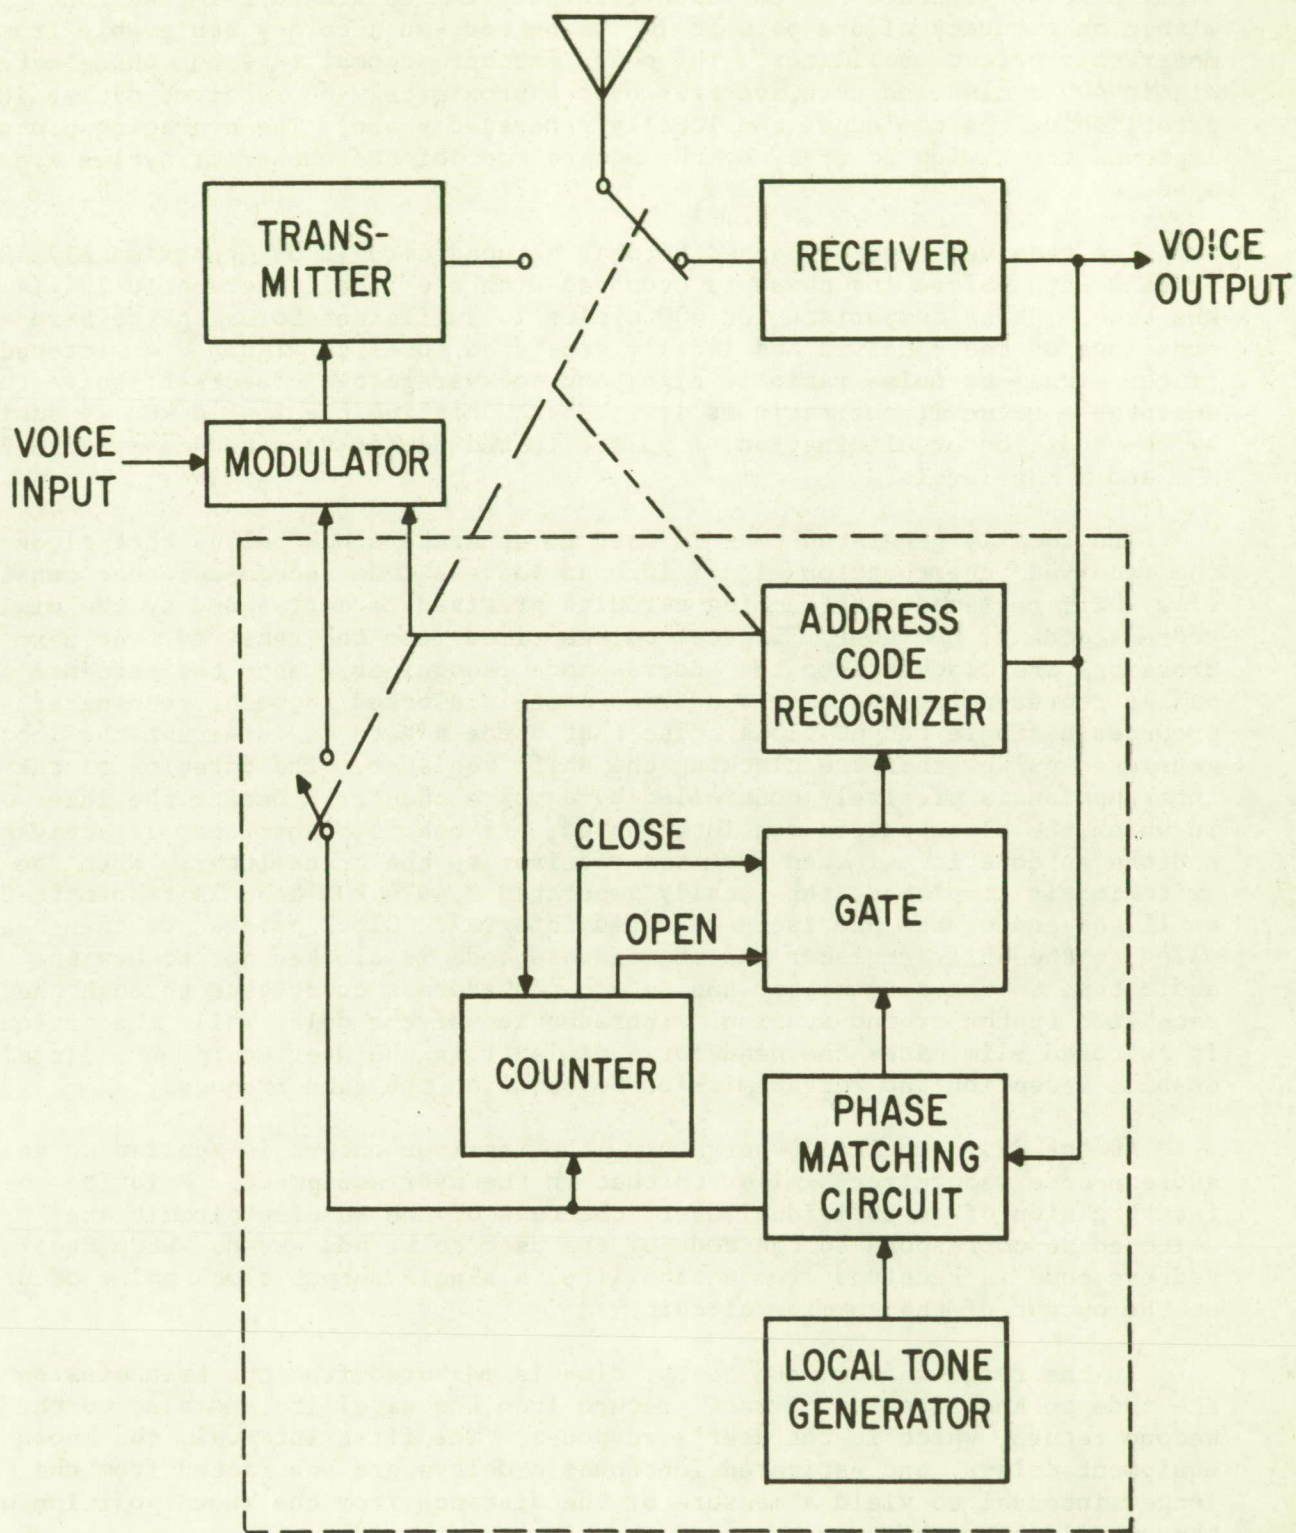 TRANS-
MITTER
RECEIVER
VOICE
OUTPUT
VOICE
INPUT
MODULATOR
ADDRESS
CODE
RECOGNIZER
CLOSE
OPEN
GATE
COUNTER
PHASE
MATCHING
CIRCUIT
LOCAL TONE
GENERATOR